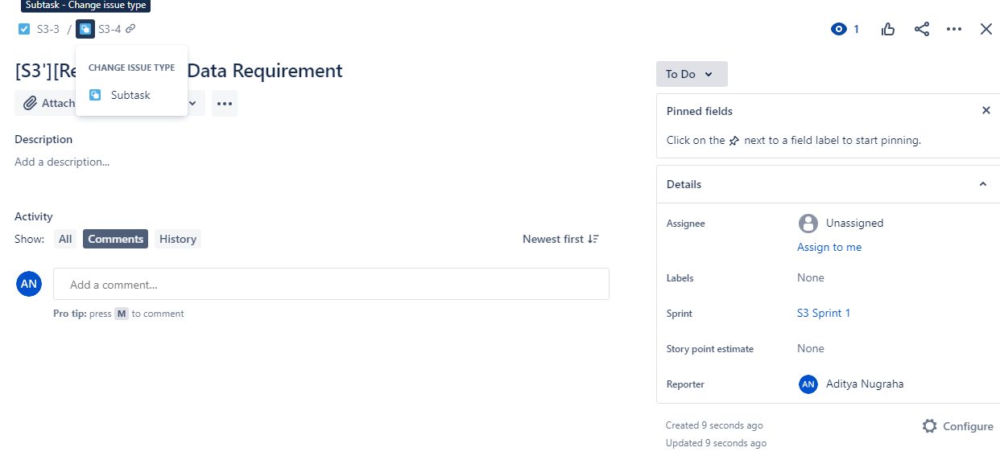 Subtask - Change issue type
S3-3 / S3-4
1
CHANGE ISSUE TYPE
Subtask
[S3'][Re Data Requirement
Attach
Description
Add a description...
Activity
Show: All Comments History
Newest first
AN
Add a comment...
Pro tip: press M to comment
To Do
Pinned fields
Click on the next to a field label to start pinning.
Details
Assignee
Unassigned
Assign to me
Labels
None
Sprint
S3 Sprint 1
Story point estimate
None
Reporter
AN Aditya Nugraha
Created 9 seconds ago
Updated 9 seconds ago
Configure